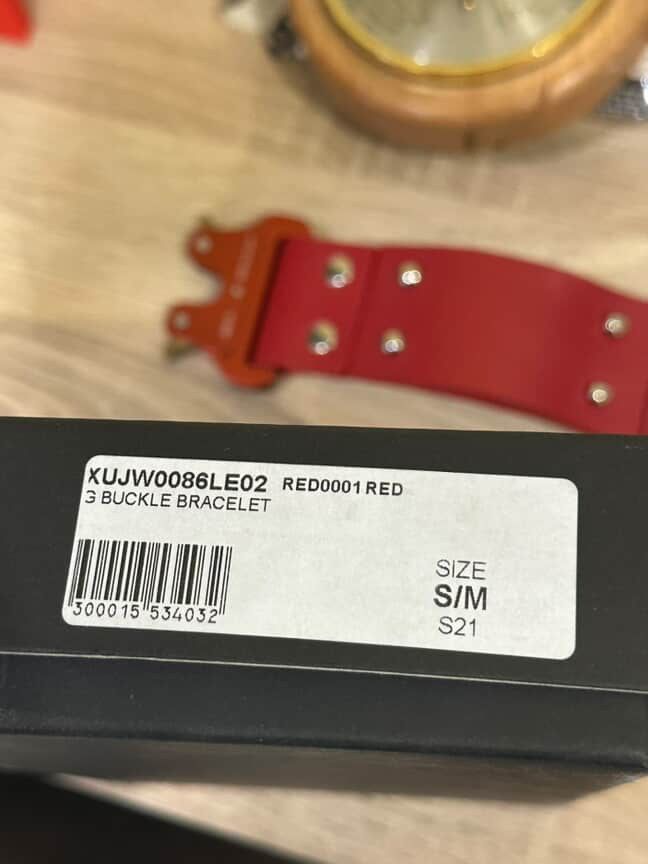 XUJW0086LE02 RED0001 RED
G BUCKLE BRACELET
300015 534032
SIZE
S/M
S21